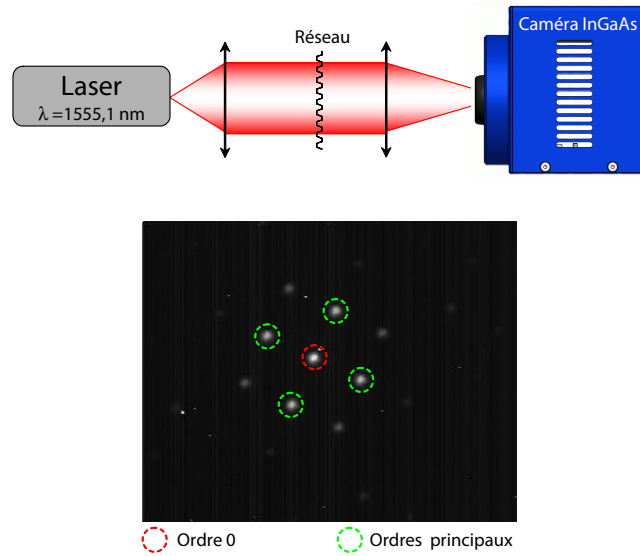 Réseau
Caméra InGaAs
Laser
λ =1555,1 nm
Ordre 0
Ordres principaux